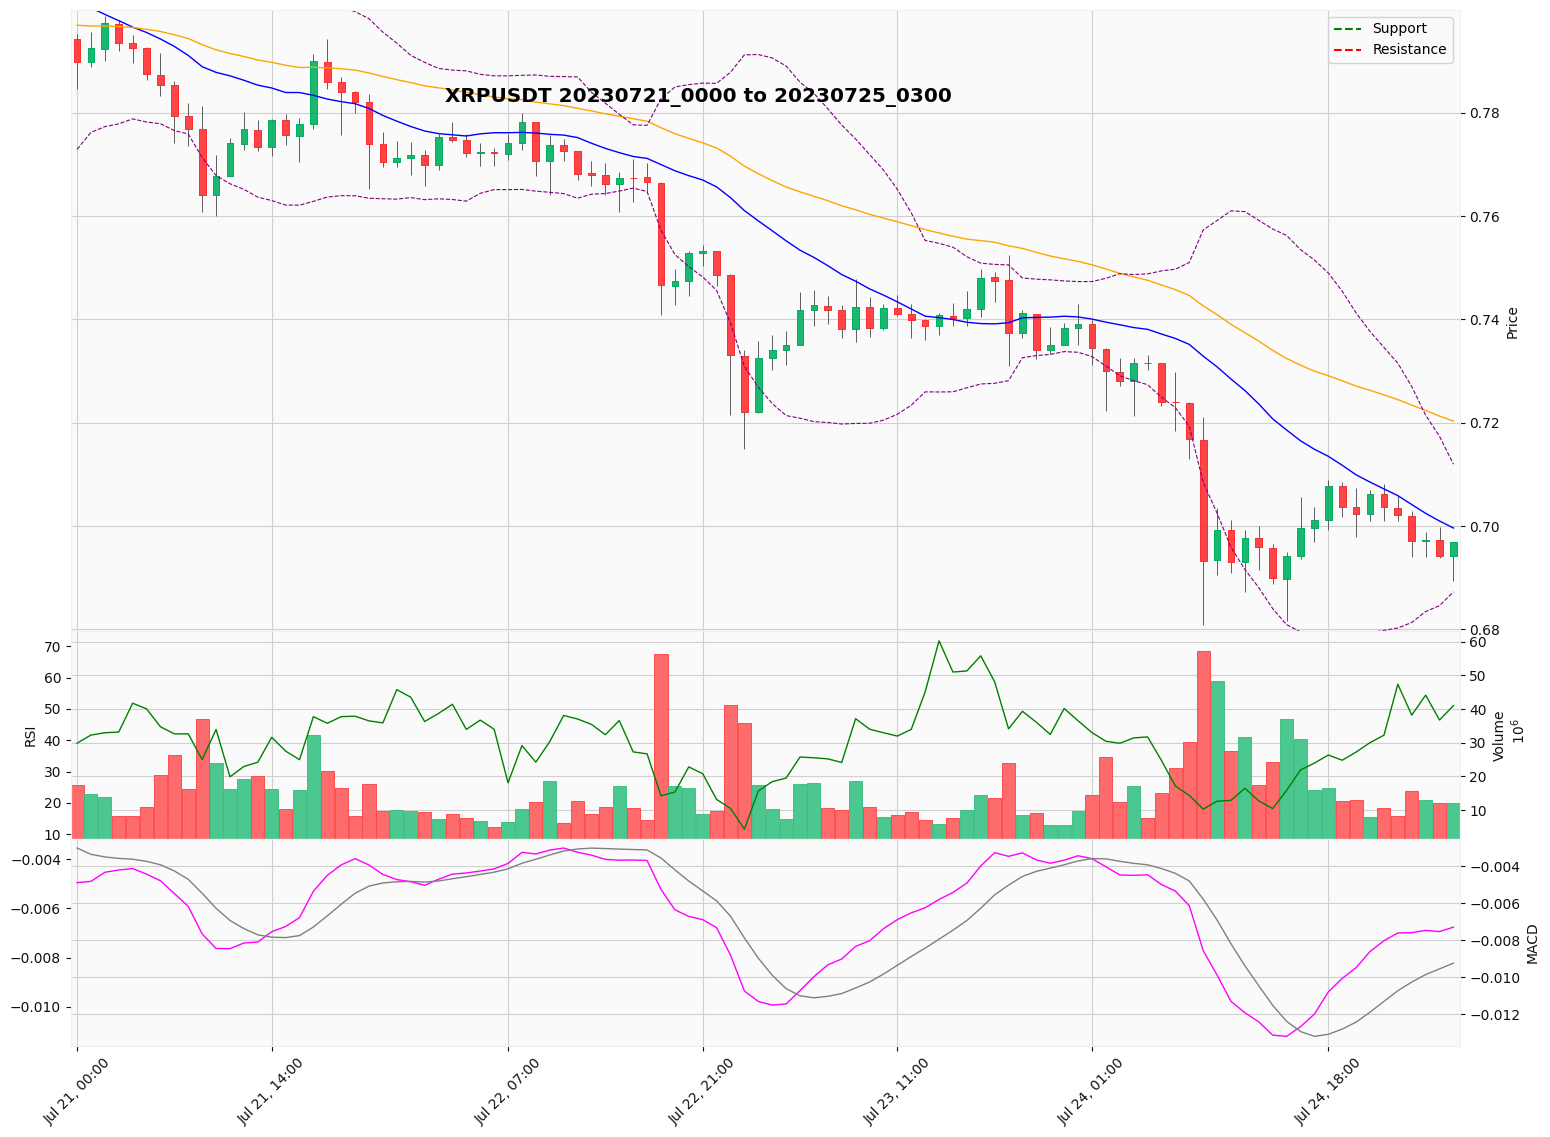 Support
Resistance
XRPUSDT 20230721_0000 to 20230725_0300
0.78
0.76
0.74
0.72
0.70
0.68
Price
70
60
50
40
30
20
10
RSI
60
50
40
30
20
10
Volume
10^6
−0.004
−0.006
−0.008
−0.010
−0.004
−0.006
−0.008
−0.010
−0.012
MACD
Jul 21, 00:00
Jul 21, 14:00
Jul 22, 07:00
Jul 22, 21:00
Jul 23, 11:00
Jul 24, 01:00
Jul 24, 18:00